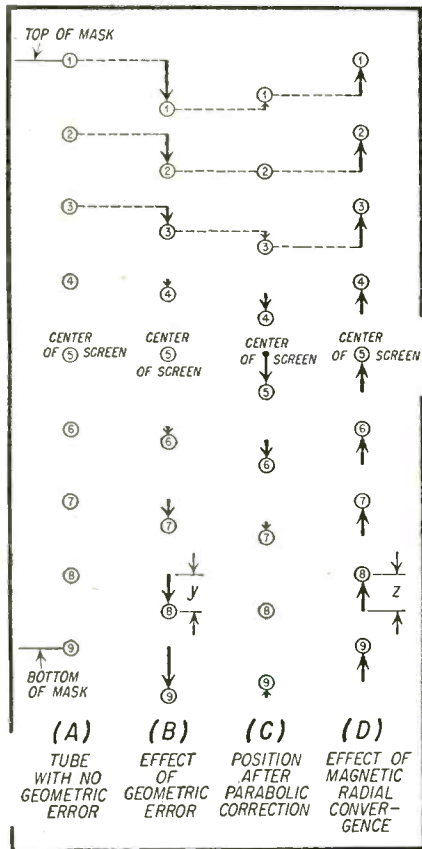 TOP OF MASK
1 1 1 1
2 2 2 2
3 3 3 3
4 4 4 4
CENTER OF 5 SCREEN
CENTER 5 OF SCREEN
CENTER OF SCREEN 5
CENTER OF 5 SCREEN
6 6 6 6
7 7 7 7
8 8 8 8
y z
9 9 9 9
BOTTOM
OF MASK
(A) (B) (C) (D)
TUBE
WITH NO
GEOMETRIC
ERROR
EFFECT
OF
GEOMETRIC
ERROR
POSITION
AFTER
PARABOLIC
CORRECTION
EFFECT OF
MAGNETIC
RADIAL
CONVER-
GENCE